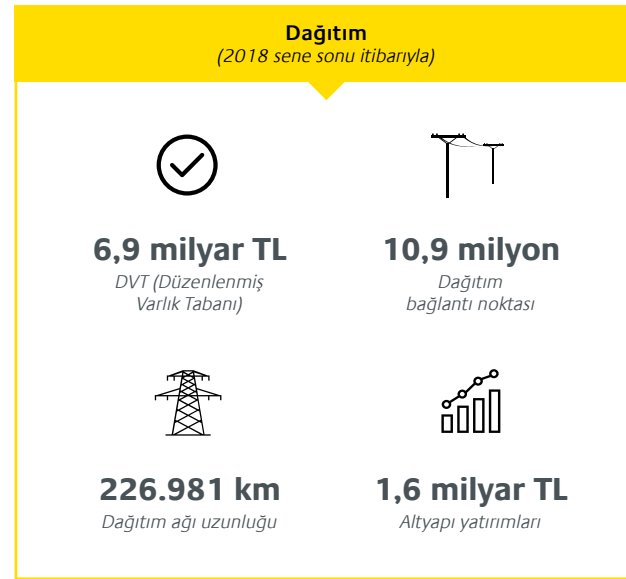 Dağıtım
(2018 sene sonu itibarıyla)
6,9 milyar TL
DVT (Düzenlenmiş
Varlık Tabanı)
10,9 milyon
Dağıtım
bağlantı noktası
226.981 km
Dağıtım ağı uzunluğu
1,6 milyar TL
Altyapı yatırımları